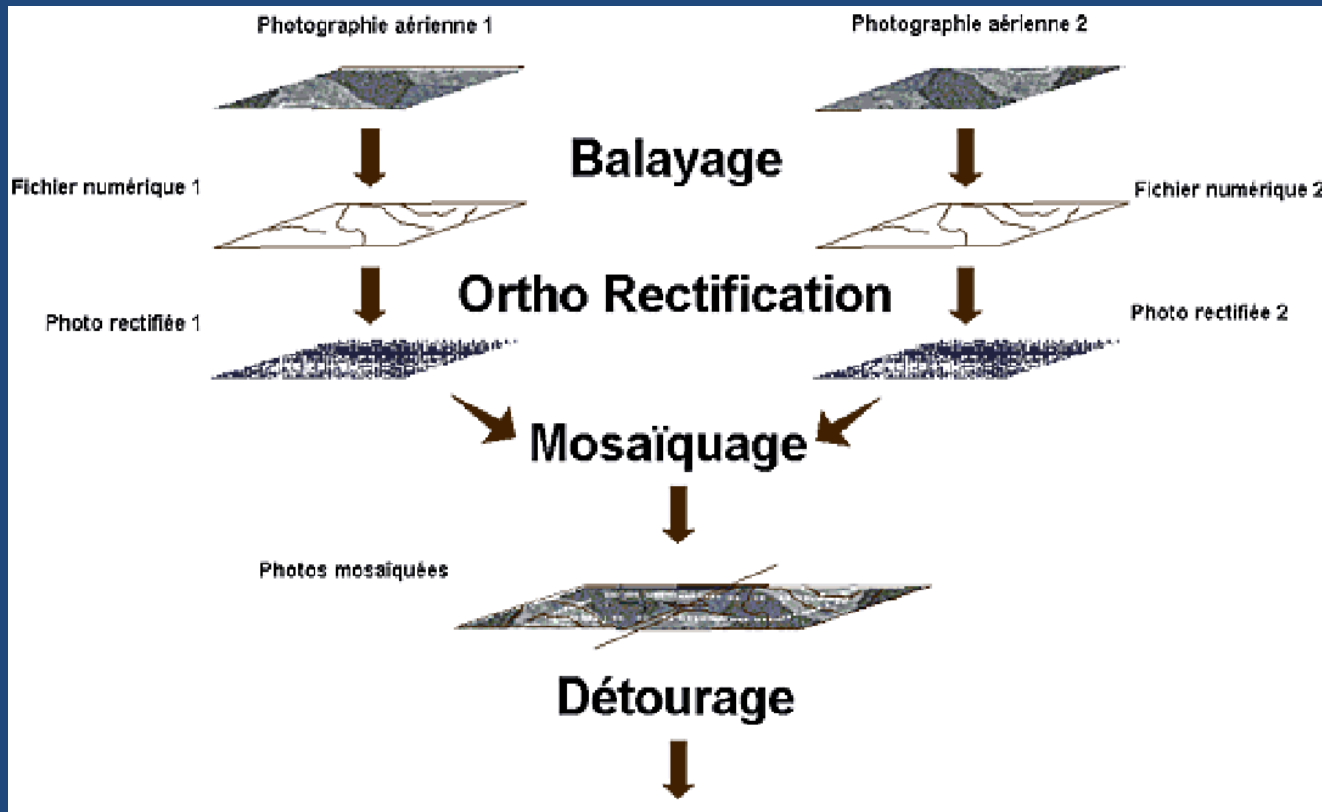 Photographie aérienne 1
Photographie aérienne 2
Balayage
Fichier numérique 1
Fichier numérique 2
Ortho Rectification
Photo rectifiée 1
Photo rectifiée 2
Mosaïquage
Photos mosaïquées
Détourage